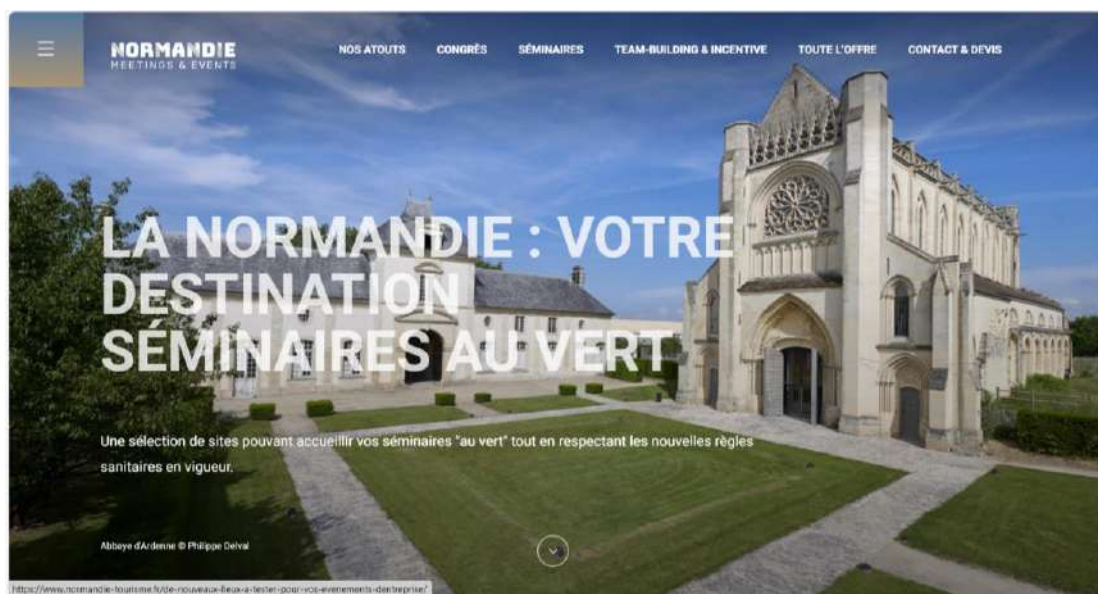 NORMANDIE
MEETINGS & EVENTS
NOS ATOUTS CONGRÈS SÉMINAIRES TEAM-BUILDING & INCENTIVE TOUTE L'OFFRE CONTACT & DEVIS
LA NORMANDIE : VOTRE
DESTINATION
SÉMINAIRES AU VERT
Une sélection de sites pouvant accueillir vos séminaires "au vert" tout en respectant les nouvelles règles
sanitaires en vigueur.
Abbaye d'Ardenne © Philippe Delval
https://www.normandie-tourisme.fr/de-nouveaux-lieux-a-tester-pour-vos-evenements-dentreprise/